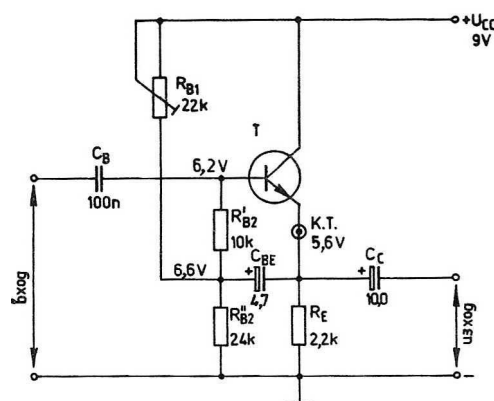 +U_CC
9V
R_B1
22k
T
C_B
100n
6,2V
R'_B2
10k
К.Т.
5,6V
C_BE
+
4,7
6,6V
C_C
+
10,0
R''_B2
24k
R_E
2,2k
вход
изход
-